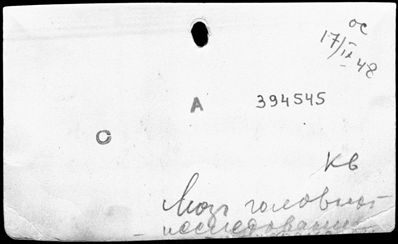 ос
17/IX 48
А 394545
С
Кв
Мозг головной -
исследование